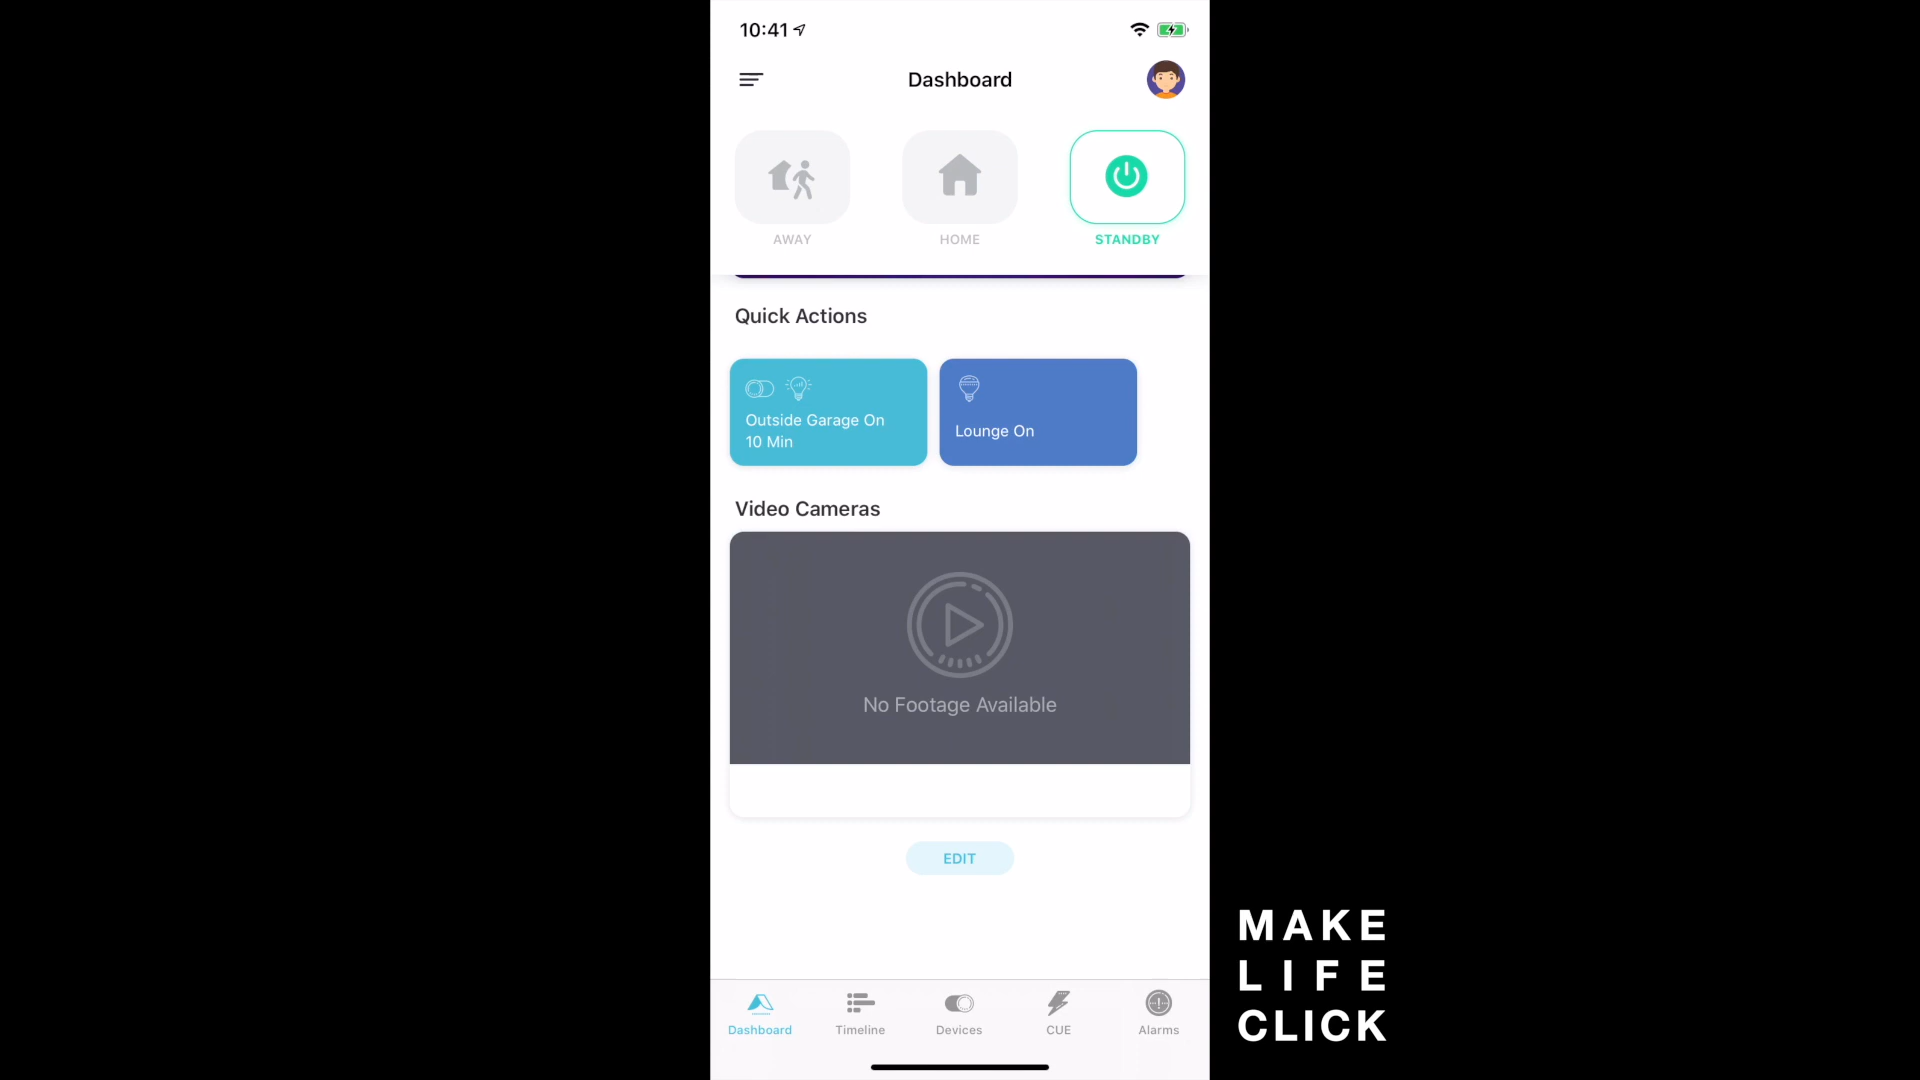 10:41
Dashboard
AWAY
HOME
STANDBY
Quick Actions
Outside Garage On
10 Min
Lounge On
Video Cameras
No Footage Available
EDIT
Dashboard
Timeline
Devices
CUE
Alarms
MAKE
LIFE
CLICK